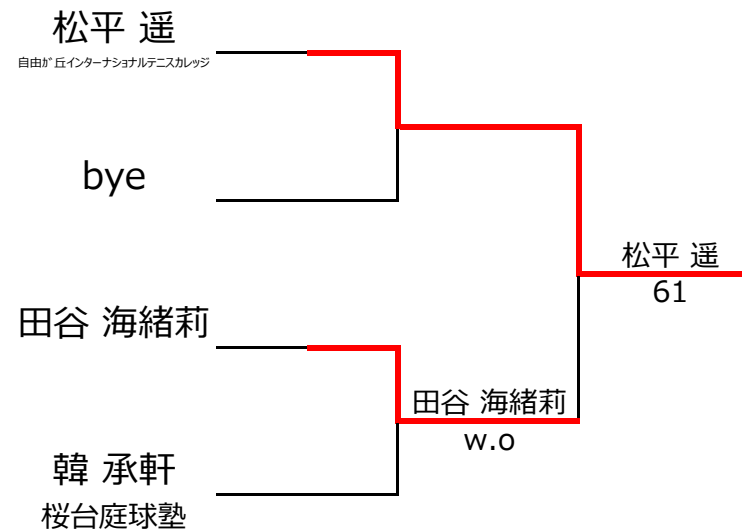 松平 遥
自由が丘インターナショナルテニスカレッジ
bye
田谷 海緒莉
韓 承軒
桜台庭球塾
田谷 海緒莉
w.o
松平 遥
61